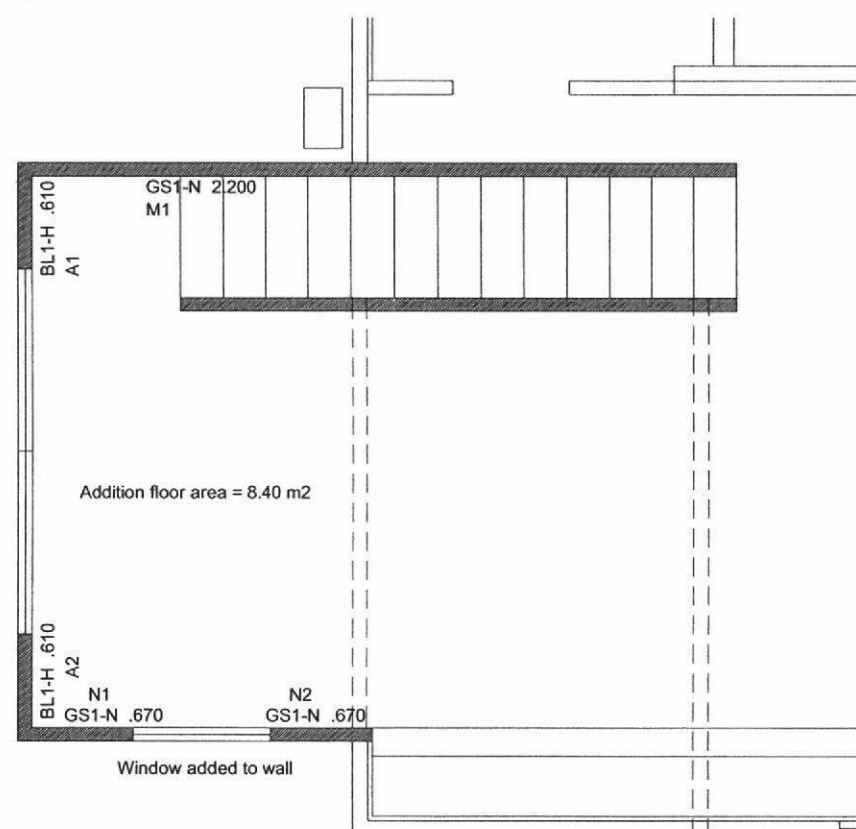 GS1-N 2.200
M1
BL1-H .610
A1
Addition floor area = 8.40 m2
BL1-H .610
A2
N1
GS1-N .670
N2
GS1-N .670
Window added to wall